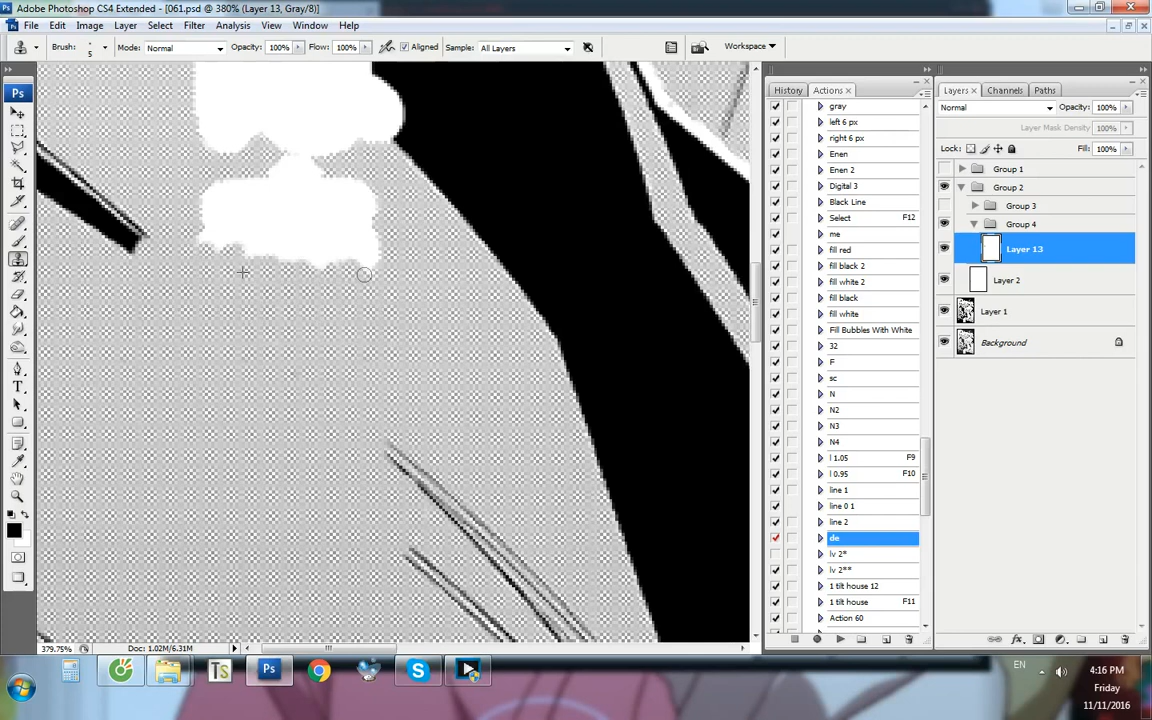 Adobe Photoshop CS4 Extended - [061.psd @ 380% (Layer 13, Gray/8)]
File Edit Image Layer Select Filter Analysis View Window Help
Brush: 5 Mode: Normal Opacity: 100% Flow: 100% Aligned Sample: All Layers Workspace
Ps
T
History Actions
gray
left 6 px
right 6 px
Enen
Enen 2
Digital 3
Black Line
Select F12
me
fill red
fill black 2
fill white 2
fill black
fill white
Fill Bubbles With White
32
F
sc
N
N2
N3
N4
l 1.05 F9
l 0.95 F10
line 1
line 0 1
line 2
de
lv 2*
lv 2**
1 tilt house 12
1 tilt house F11
Action 60
Layers Channels Paths
Normal Opacity: 100%
Layer Mask Density: 100%
Lock: Fill: 100%
Group 1
Group 2
Group 3
Group 4
Layer 13
Layer 2
Layer 1
Background
fx
379.75% Doc: 1.02M/6.31M
TS Ps S
EN
4:16 PM
Friday
11/11/2016